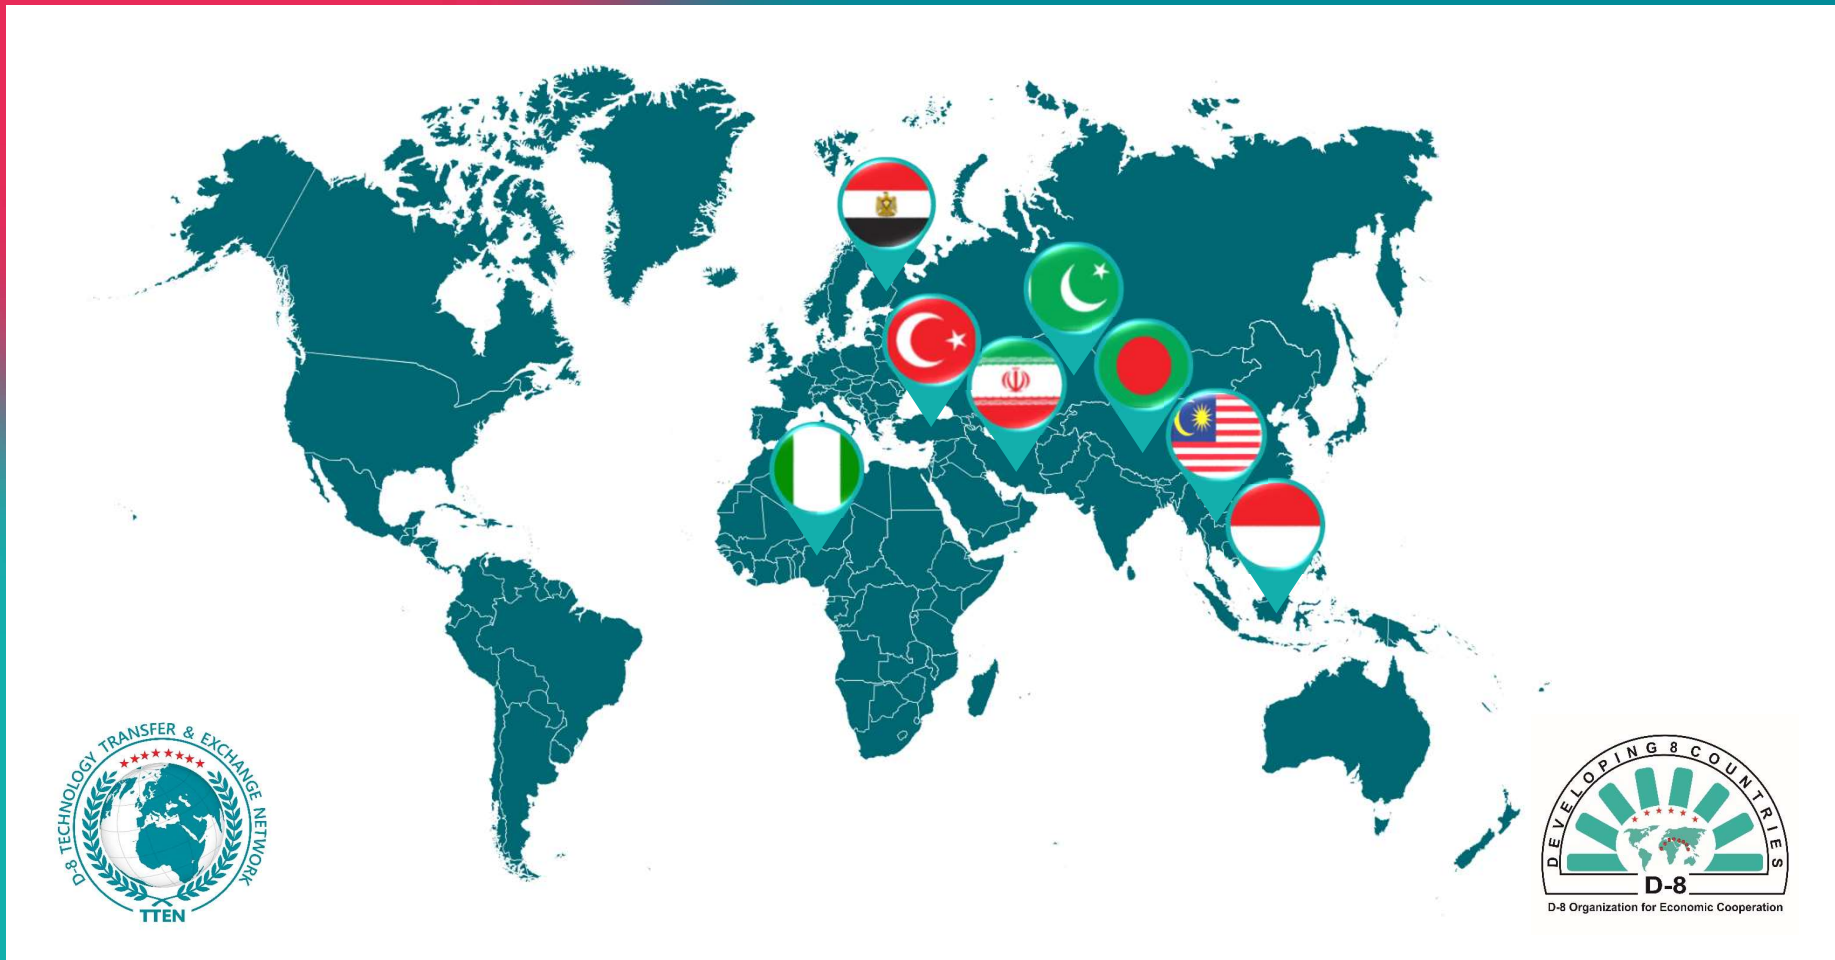 D-8 TECHNOLOGY TRANSFER & EXCHANGE NETWORK
TTEN
DEVELOPING 8 COUNTRIES
D-8
D-8 Organization for Economic Cooperation